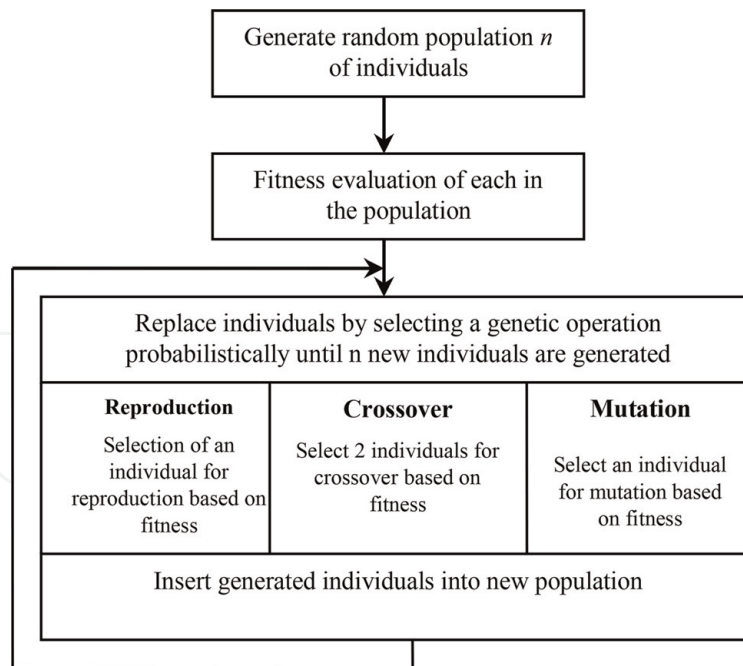 Generate random population n
of individuals
Fitness evaluation of each in
the population
Replace individuals by selecting a genetic operation
probabilistically until n new individuals are generated
Reproduction
Selection of an
individual for
reproduction based on
fitness
Crossover
Select 2 individuals for
crossover based on
fitness
Mutation
Select an individual
for mutation based
on fitness
Insert generated individuals into new population